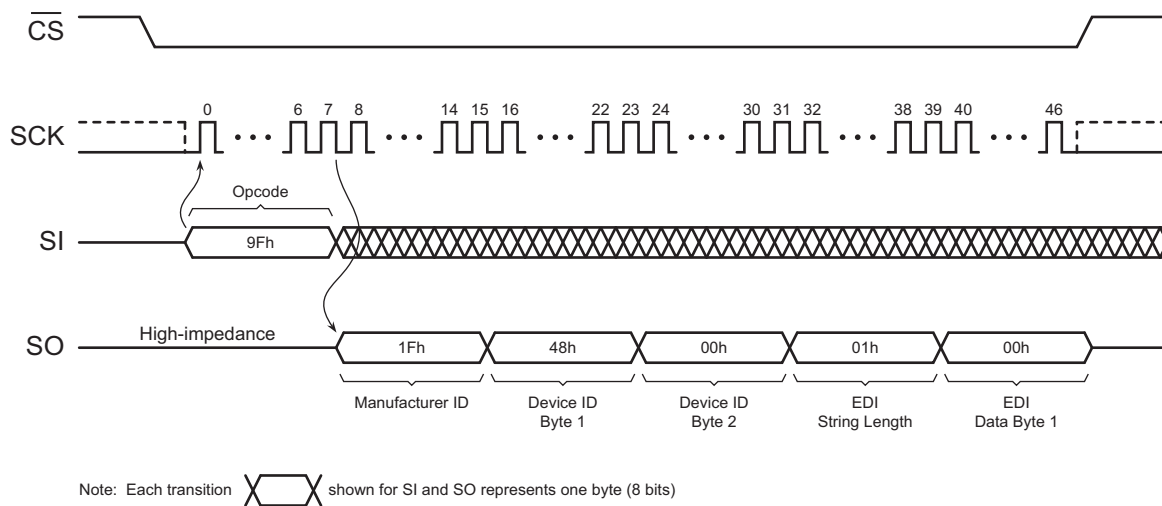 CS
0 6 7 8 14 15 16 22 23 24 30 31 32 38 39 40 46
SCK
Opcode
SI
9Fh
High-impedance
SO
1Fh 48h 00h 01h 00h
Manufacturer ID Device ID Device ID EDI EDI
Byte 1 Byte 2 String Length Data Byte 1
Note: Each transition shown for SI and SO represents one byte (8 bits)